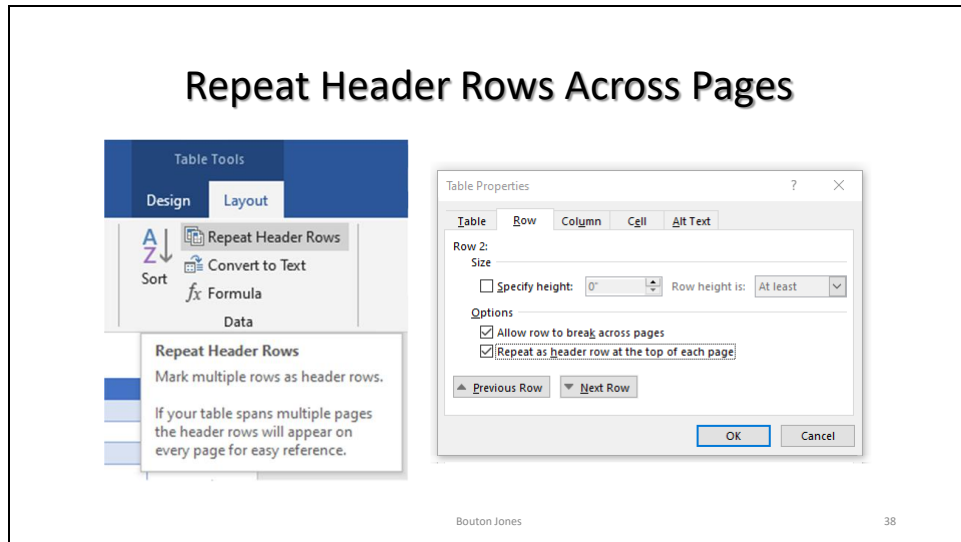 Repeat Header Rows Across Pages
Table Tools
Design Layout
A
Z
Sort
Repeat Header Rows
Convert to Text
fx Formula
Data
Repeat Header Rows
Mark multiple rows as header rows.
If your table spans multiple pages
the header rows will appear on
every page for easy reference.
Table Properties ?
Table Row Column Cell Alt Text
Row 2:
Size
Specify height: 0" Row height is: At least
Options
Allow row to break across pages
Repeat as header row at the top of each page
Previous Row Next Row
OK Cancel
Bouton Jones 38